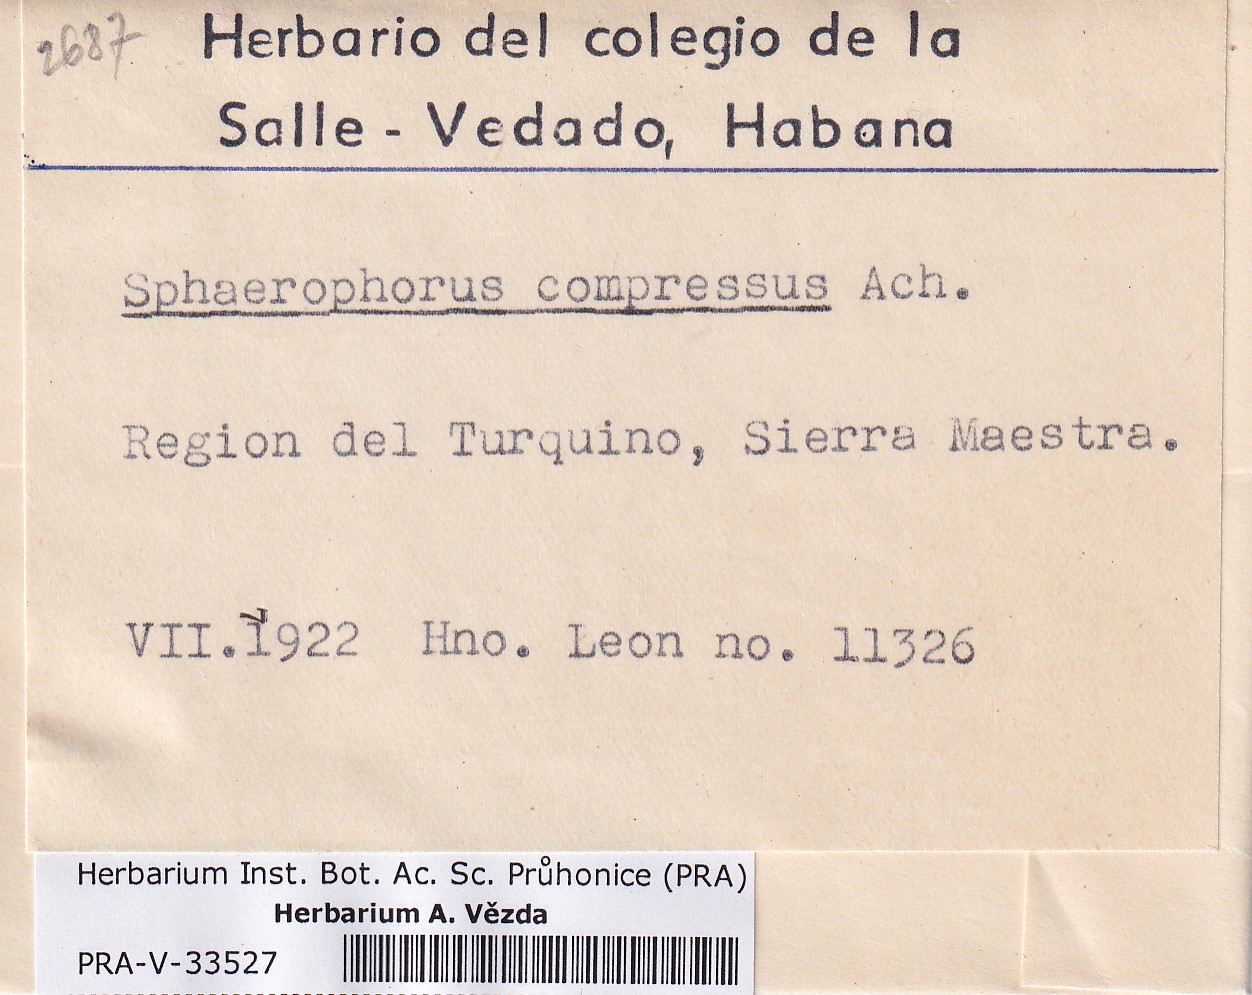 2687
Herbario del colegio de la
Salle - Vedado, Habana
Sphaerophorus compressus Ach.
Region del Turquino, Sierra Maestra.
VII.1922 Hno. Leon no. 11326
Herbarium Inst. Bot. Ac. Sc. Průhonice (PRA)
Herbarium A. Vězda
PRA-V-33527